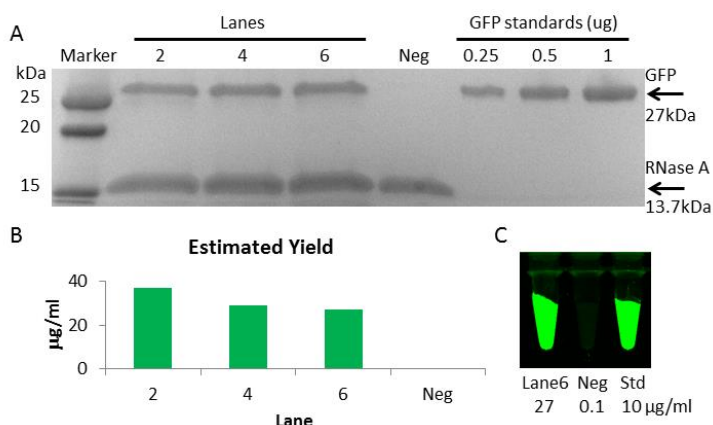 A
Lanes
GFP standards (ug)
Marker 2 4 6 Neg 0.25 0.5 1
kDa
GFP
25
27kDa
20
RNase A
15
13.7kDa
B
Estimated Yield
C
40
20
0
µg/ml
2 4 6 Neg
Lane
Lane6 Neg Std
27 0.1 10 µg/ml